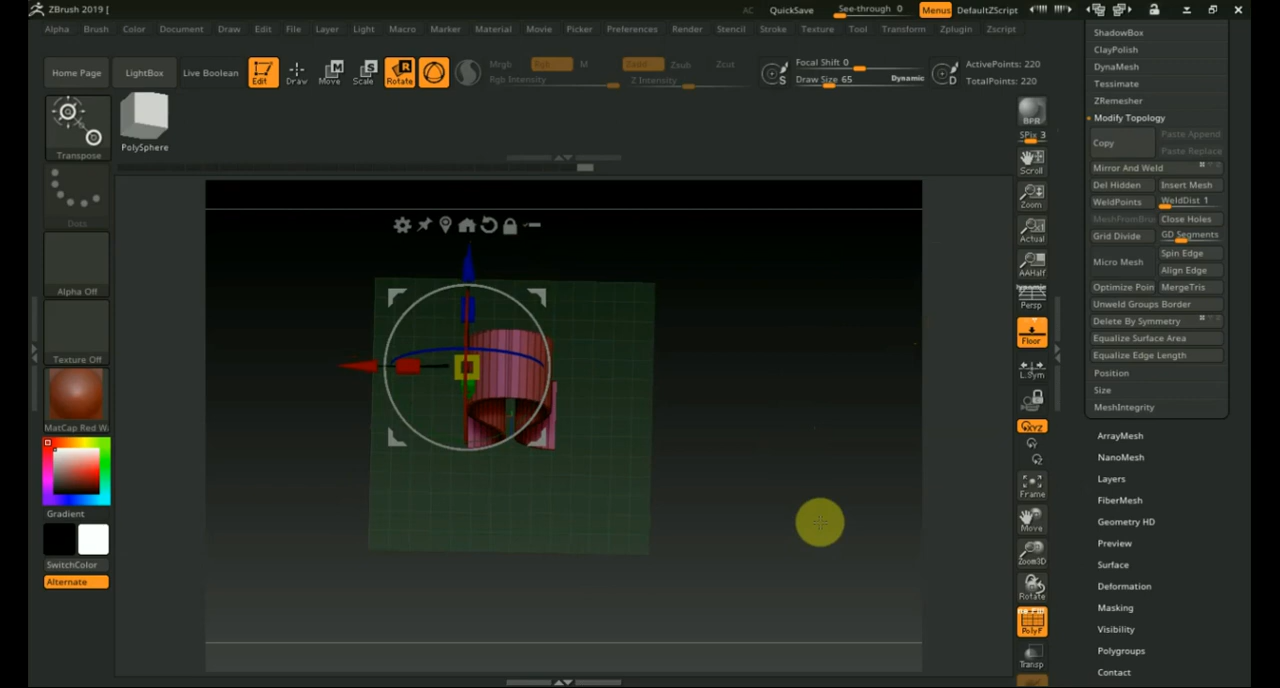 ZBrush 2019 [
AC QuickSave See-through 0 Menus DefaultZScript
Alpha Brush Color Document Draw Edit File Layer Light Macro Marker Material Movie Picker Preferences Render Stencil Stroke Texture Tool Transform Zplugin Zscript
Home Page LightBox Live Boolean Edit Draw Move Scale Rotate
Mrgb Rgb M Zadd Zsub Zcut
Rgb Intensity Z Intensity
Focal Shift 0
Draw Size 65 Dynamic
ActivePoints: 220
TotalPoints: 220
Transpose
PolySphere
Dots
Alpha Off
Texture Off
MatCap Red W
Gradient
SwitchColor
Alternate
BPR
SPix 3
Scroll
Zoom
Actual
AAHalf
Dynamic
Persp
Floor
L.Sym
XYZ
Frame
Move
Zoom3D
Rotate
PolyF
Transp
ShadowBox
ClayPolish
DynaMesh
Tessimate
ZRemesher
Modify Topology
Copy Paste Append
Paste Replace
Mirror And Weld
Del Hidden Insert Mesh
WeldPoints WeldDist 1
MeshFromBru Close Holes
Grid Divide GD Segments
Micro Mesh Spin Edge
Align Edge
Optimize Poin MergeTris
Unweld Groups Border
Delete By Symmetry
Equalize Surface Area
Equalize Edge Length
Position
Size
MeshIntegrity
ArrayMesh
NanoMesh
Layers
FiberMesh
Geometry HD
Preview
Surface
Deformation
Masking
Visibility
Polygroups
Contact